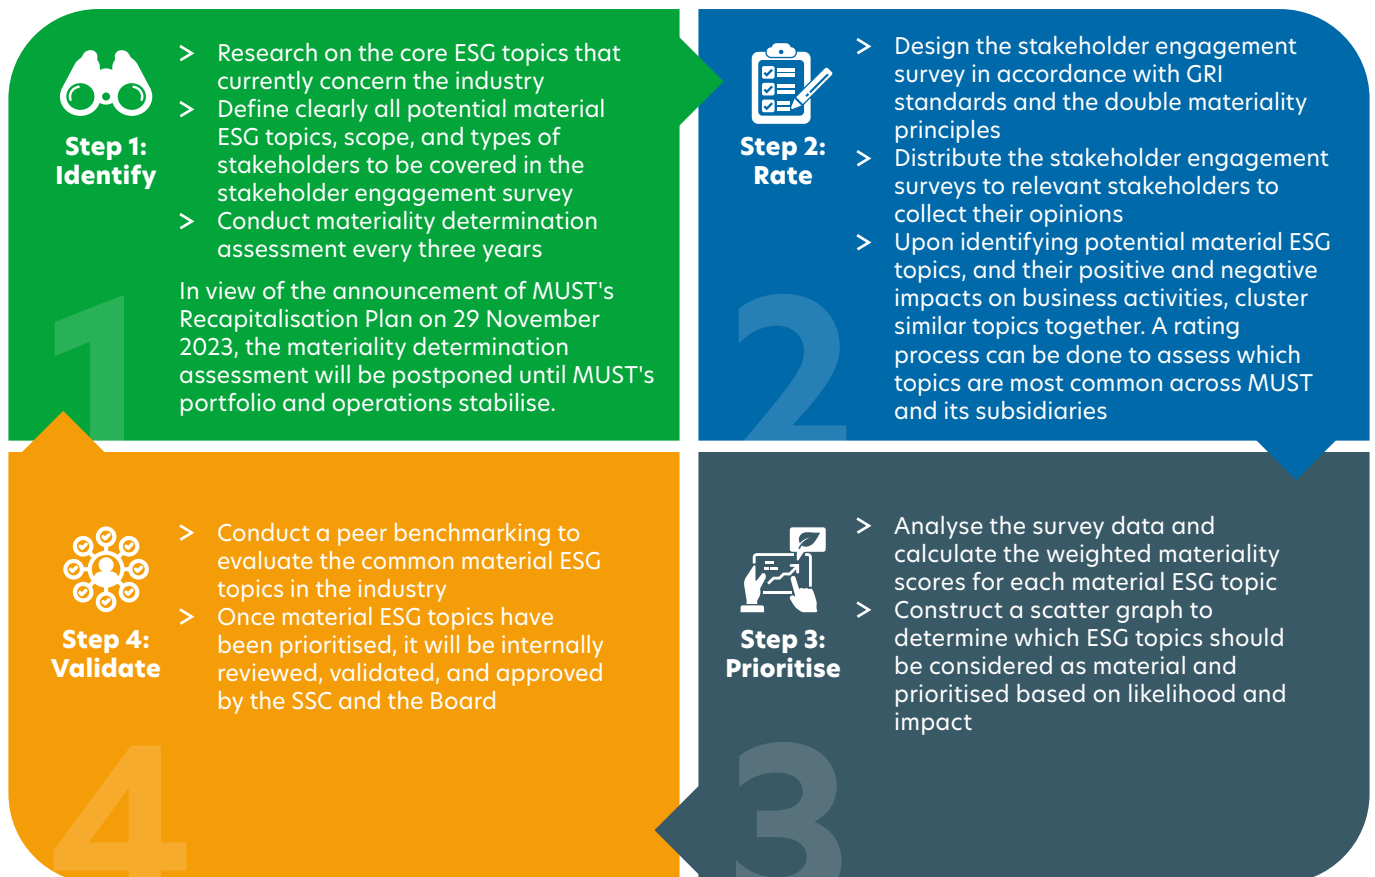 1
Step 1:
Identify
> Research on the core ESG topics that
currently concern the industry
> Define clearly all potential material
ESG topics, scope, and types of
stakeholders to be covered in the
stakeholder engagement survey
> Conduct materiality determination
assessment every three years
In view of the announcement of MUST's
Recapitalisation Plan on 29 November
2023, the materiality determination
assessment will be postponed until MUST's
portfolio and operations stabilise.
2
Step 2:
Rate
> Design the stakeholder engagement
survey in accordance with GRI
standards and the double materiality
principles
> Distribute the stakeholder engagement
surveys to relevant stakeholders to
collect their opinions
> Upon identifying potential material ESG
topics, and their positive and negative
impacts on business activities, cluster
similar topics together. A rating
process can be done to assess which
topics are most common across MUST
and its subsidiaries
3
Step 3:
Prioritise
> Analyse the survey data and
calculate the weighted materiality
scores for each material ESG topic
> Construct a scatter graph to
determine which ESG topics should
be considered as material and
prioritised based on likelihood and
impact
4
Step 4:
Validate
> Conduct a peer benchmarking to
evaluate the common material ESG
topics in the industry
> Once material ESG topics have
been prioritised, it will be internally
reviewed, validated, and approved
by the SSC and the Board